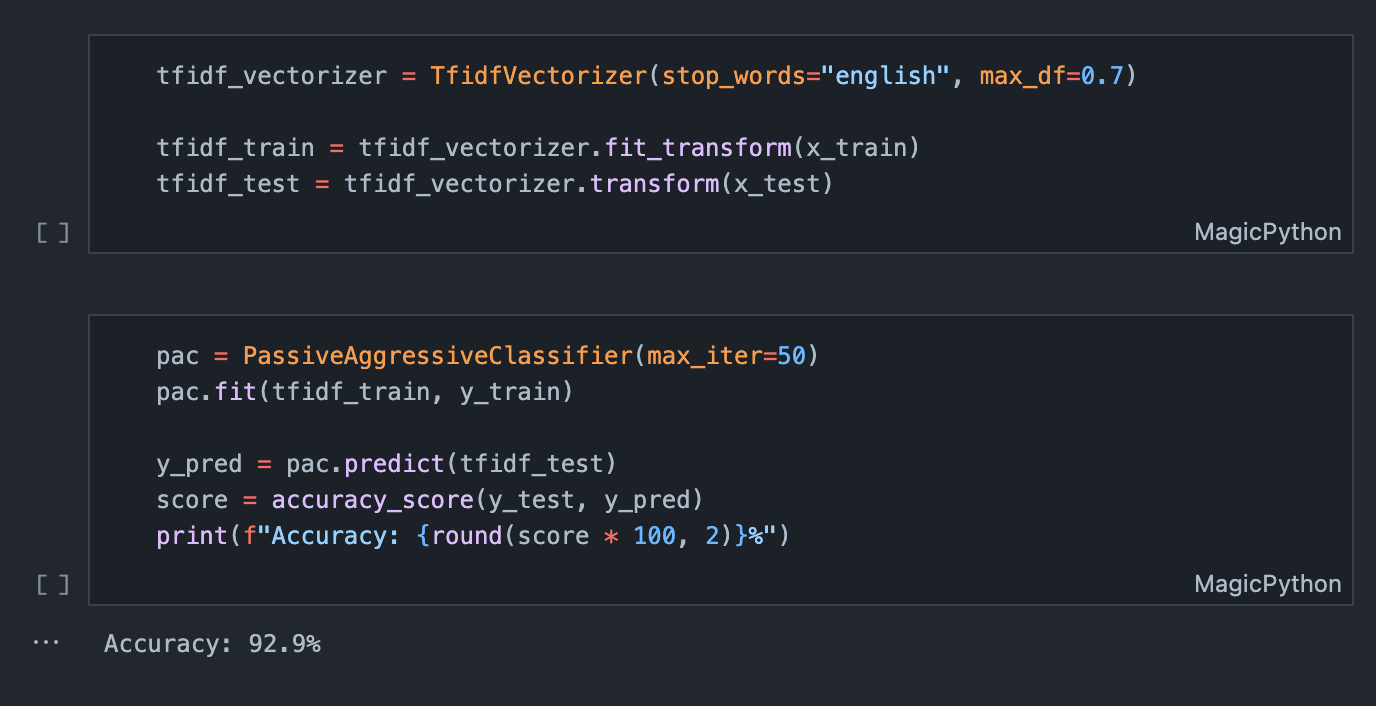 tfidf_vectorizer = TfidfVectorizer(stop_words="english", max_df=0.7)
tfidf_train = tfidf_vectorizer.fit_transform(x_train)
tfidf_test = tfidf_vectorizer.transform(x_test)
[ ]
MagicPython
pac = PassiveAggressiveClassifier(max_iter=50)
pac.fit(tfidf_train, y_train)
y_pred = pac.predict(tfidf_test)
score = accuracy_score(y_test, y_pred)
print(f"Accuracy: {round(score * 100, 2)}%")
[ ]
MagicPython
... Accuracy: 92.9%